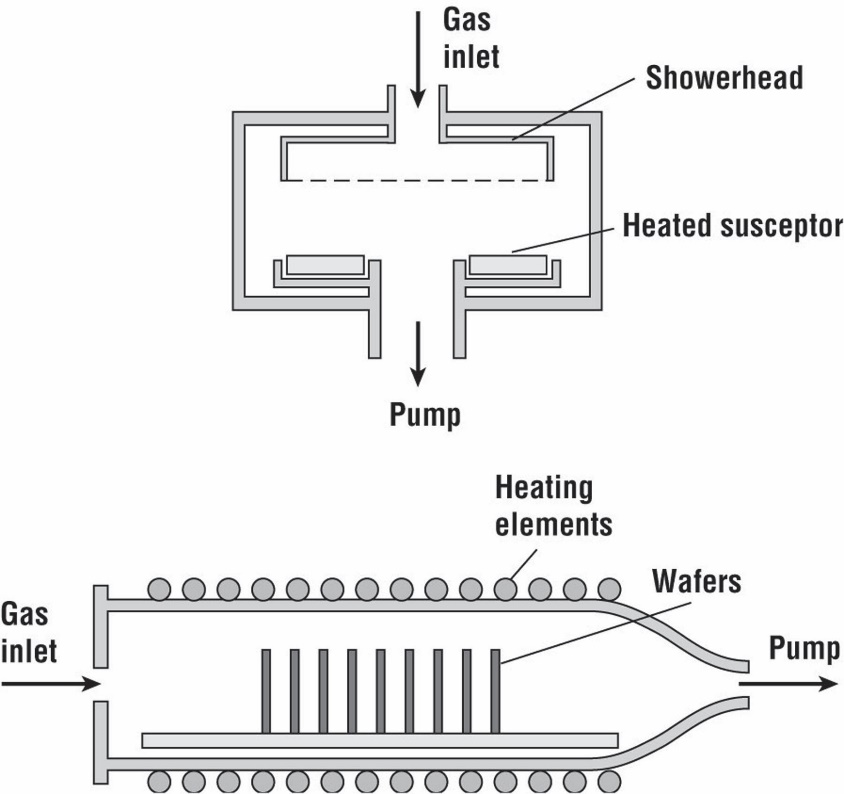 Gas
inlet
Showerhead
Heated susceptor
Pump
Heating
elements
Wafers
Gas
inlet
Pump